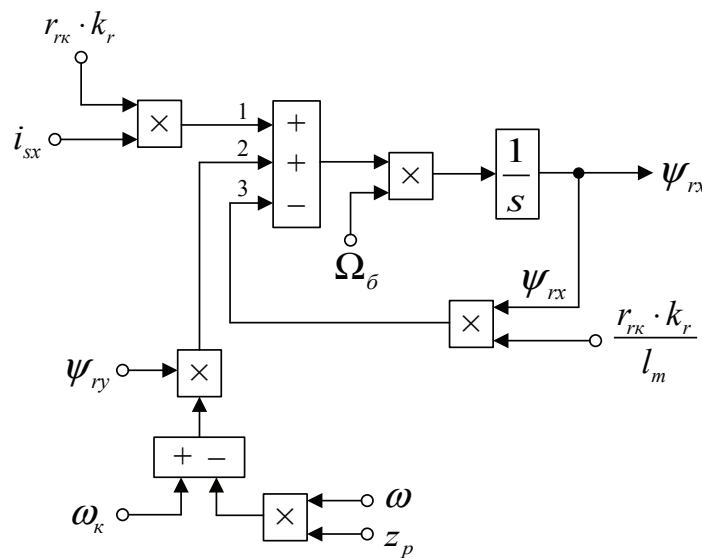 r_{rк} · k_r
i_{sx}
×
1
2
3
+
+
−
×
Ω_б
1/s
ψ_{rx}
ψ_{rx}
×
\frac{r_{rк} · k_r}{l_m}
ψ_{ry}
×
+ −
ω_к
×
ω
z_p